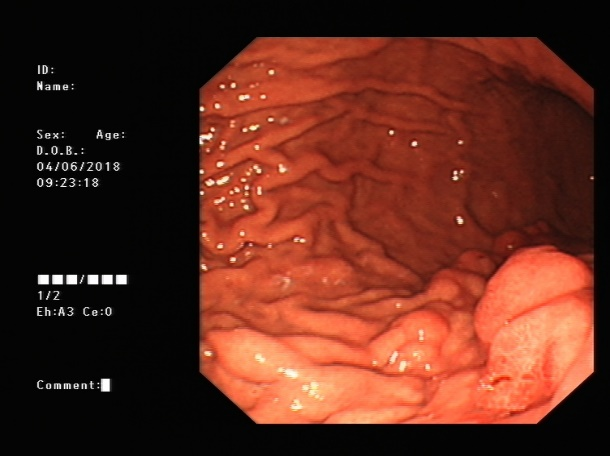 ID:
Name:
Sex: Age:
D.O.B.:
04/06/2018
09:23:18
■■■/■■■
1/2
Eh:A3 Ce:0
Comment: